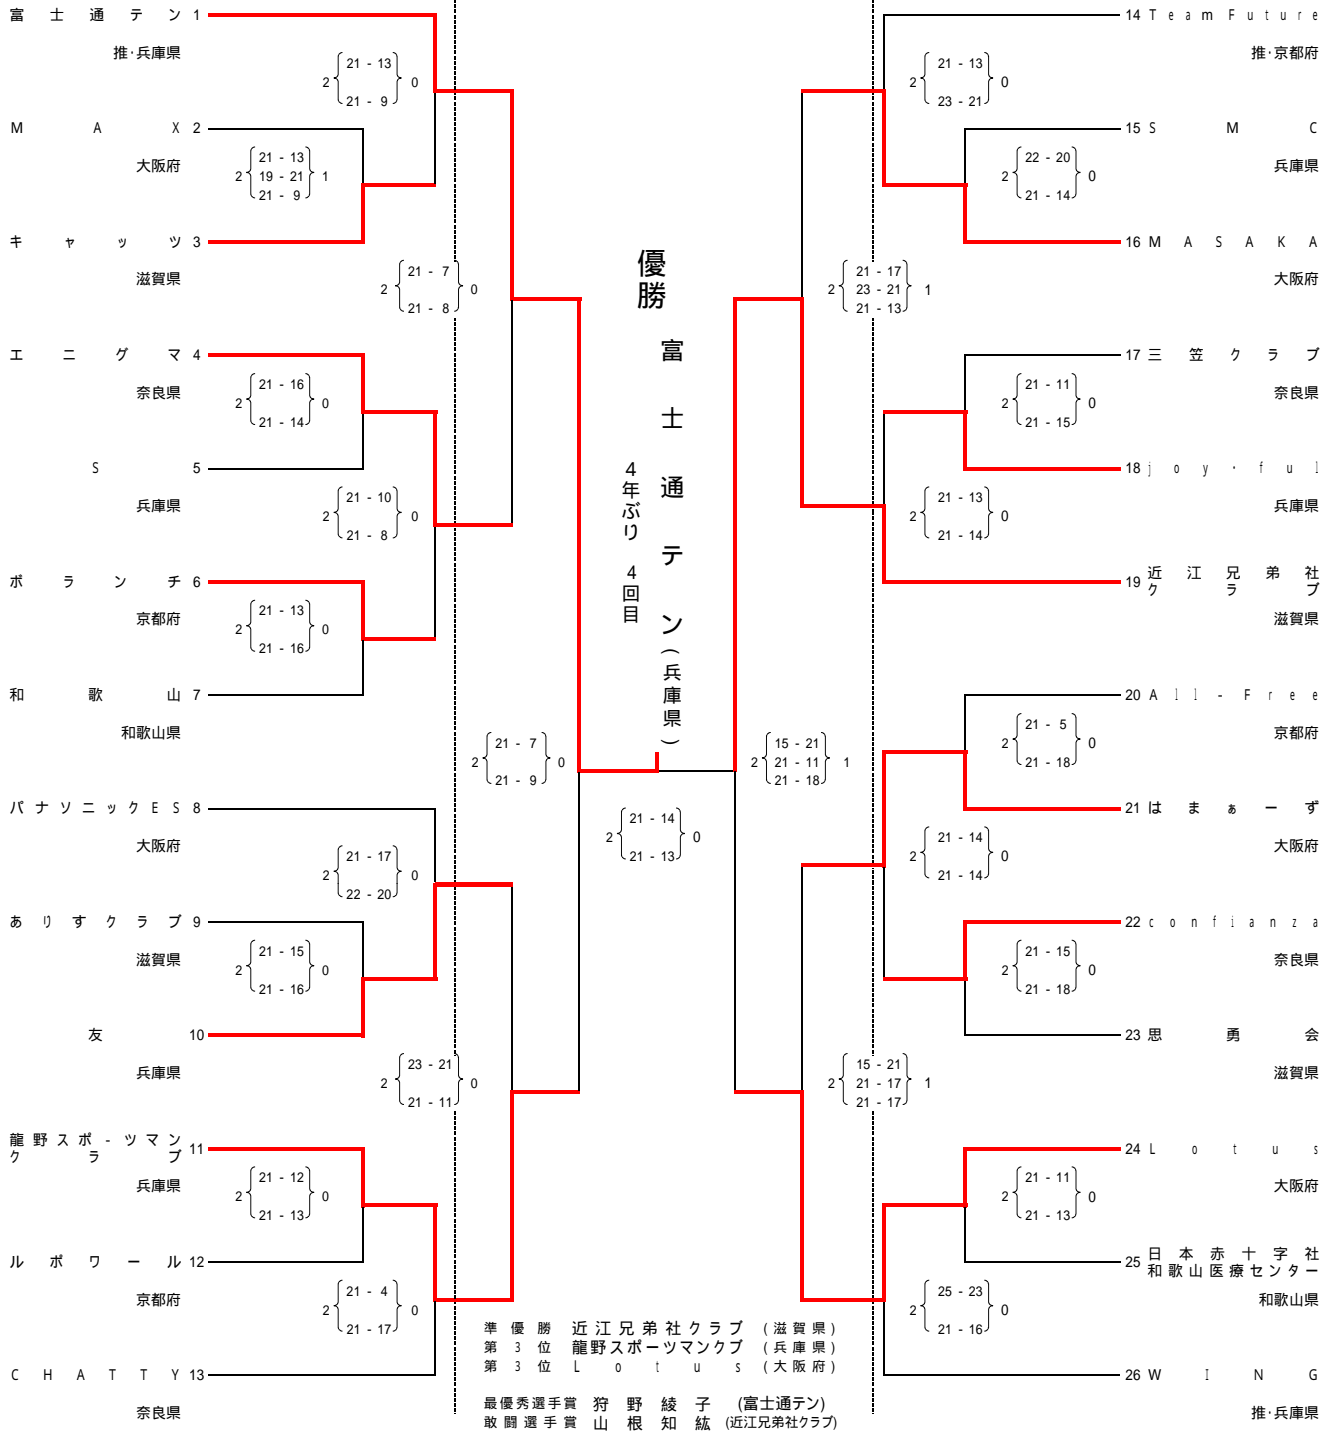 富士通テン 1
推・兵庫県
2 21 - 13 0
21 - 9
MAX 2
大阪府
2 21 - 13 1
19 - 21
21 - 9
キャッツ 3
滋賀県
2 21 - 7 0
21 - 8
エニグマ 4
奈良県
2 21 - 16 0
21 - 14
S 5
兵庫県
2 21 - 10 0
21 - 8
ボランチ 6
京都府
2 21 - 13 0
21 - 16
和歌山 7
和歌山県
2 21 - 7 0
21 - 9
パナソニックES 8
大阪府
2 21 - 17 0
22 - 20
ありすクラブ 9
滋賀県
2 21 - 15 0
21 - 16
友 10
兵庫県
2 23 - 21 0
21 - 11
龍野スポ-ツマン
クラブ 11
兵庫県
2 21 - 12 0
21 - 13
ルポワール 12
京都府
2 21 - 4 0
21 - 17
CHATTY 13
奈良県
優勝
富士通テン(兵庫県)
4年ぶり 4回目
2 21 - 14 0
21 - 13
14 Team Future
推・京都府
2 21 - 13 0
23 - 21
15 SMC
兵庫県
2 22 - 20 0
21 - 14
16 MASAKA
大阪府
2 21 - 17 1
23 - 21
21 - 13
17 三笠クラブ
奈良県
2 21 - 11 0
21 - 15
18 joy・ful
兵庫県
2 21 - 13 0
21 - 14
19 近江兄弟社
クラブ
滋賀県
20 All-Free
京都府
2 21 - 5 0
21 - 18
2 15 - 21 1
21 - 11
21 - 18
21 はまぁーず
大阪府
2 21 - 14 0
21 - 14
22 confianza
奈良県
2 21 - 15 0
21 - 18
23 思勇会
滋賀県
2 15 - 21 1
21 - 17
21 - 17
24 Lotus
大阪府
2 21 - 11 0
21 - 13
25 日本赤十字社
和歌山医療センター
和歌山県
2 25 - 23 0
21 - 16
26 WING
推・兵庫県
準優勝 近江兄弟社クラブ (滋賀県)
第3位 龍野スポーツマンクブ (兵庫県)
第3位 Lotus (大阪府)
最優秀選手賞 狩野綾子 (富士通テン)
敢闘選手賞 山根知紘 (近江兄弟社クラブ)